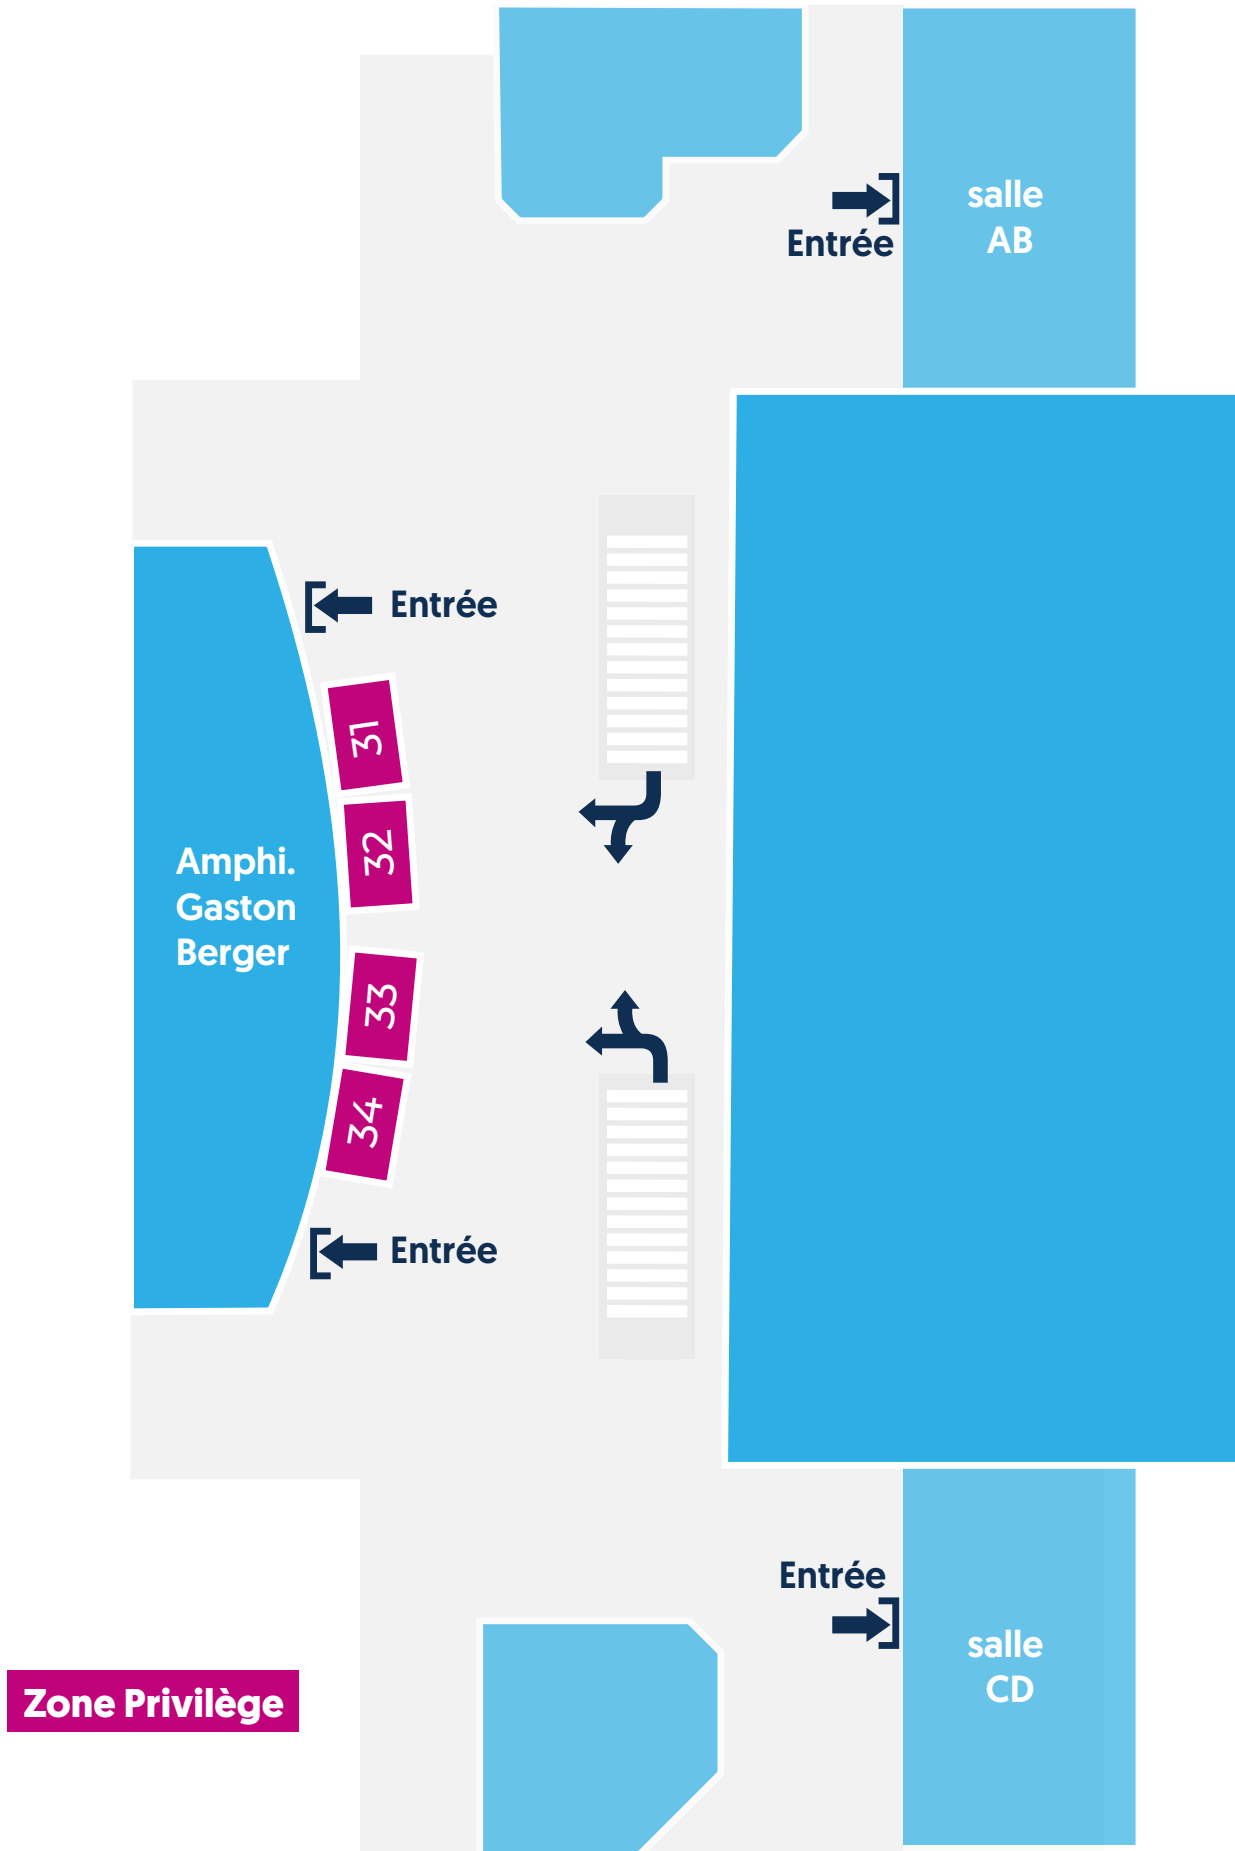 salle
AB
Entrée
Entrée
31
32
Amphi.
Gaston
Berger
33
34
Entrée
Entrée
salle
CD
Zone Privilège